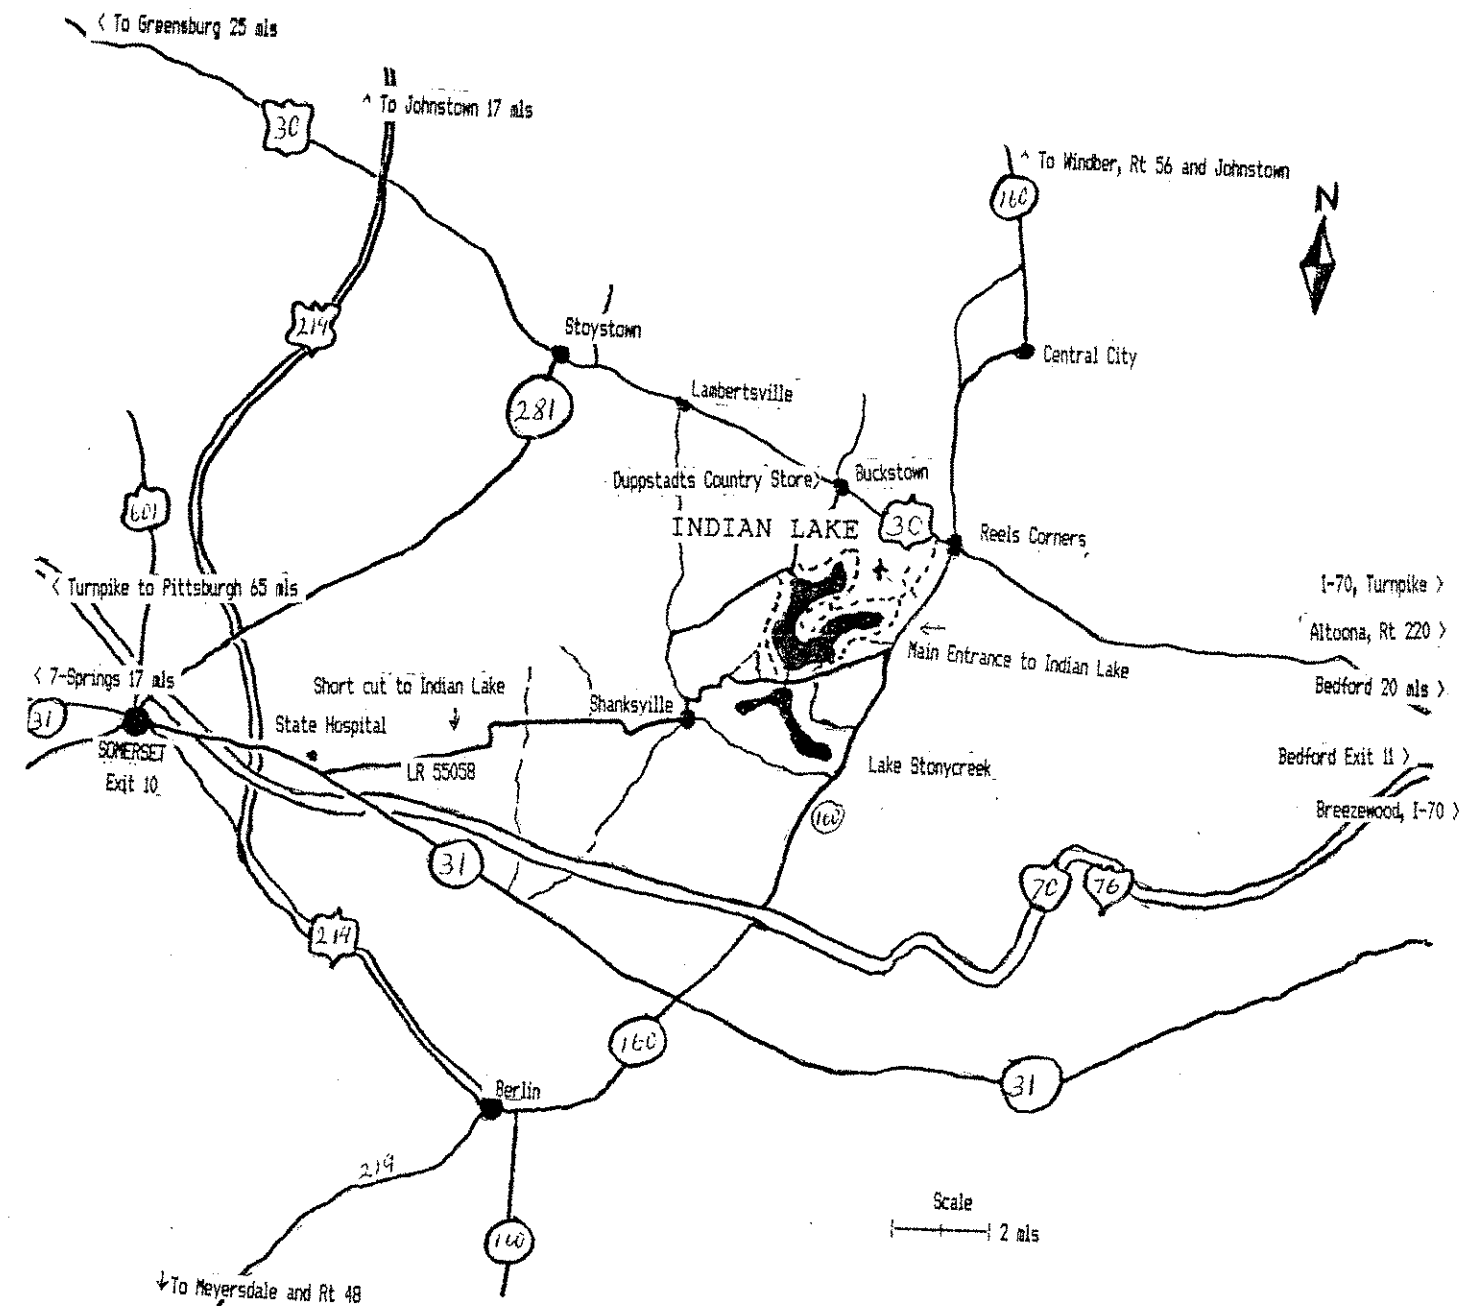 < To Greensburg 25 mls
^ To Johnstown 17 mls
30
^ To Windber, Rt 56 and Johnstown
160
N
219
Stoystown
Central City
281
Lambertsville
Duppstadts Country Store>
Buckstown
601
INDIAN LAKE
30
Reels Corners
< Turnpike to Pittsburgh 65 mls
I-70, Turnpike >
Altoona, Rt 220 >
Main Entrance to Indian Lake
< 7-Springs 17 mls
Short cut to Indian Lake
Bedford 20 mls >
31
State Hospital
Shanksville
SOMERSET
Exit 10
LR 55058
Lake Stonycreek
Bedford Exit 11 >
Breezewood, I-70 >
160
31
70
76
219
160
31
Berlin
219
Scale
2 mls
160
↓To Meyersdale and Rt 48